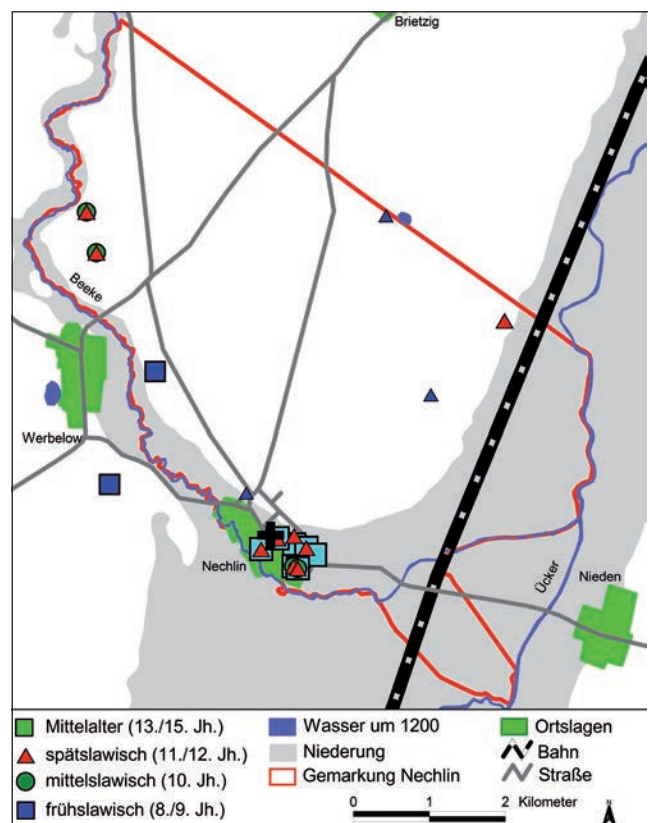 Brietzig
Beeke
Werbelow
Nechlin
Ücker
Nieden
Mittelalter (13./15. Jh.)
spätslawisch (11./12. Jh.)
mittelslawisch (10. Jh.)
frühslawisch (8./9. Jh.)
Wasser um 1200
Niederung
Gemarkung Nechlin
Ortslagen
Bahn
Straße
0 1 2 Kilometer
N